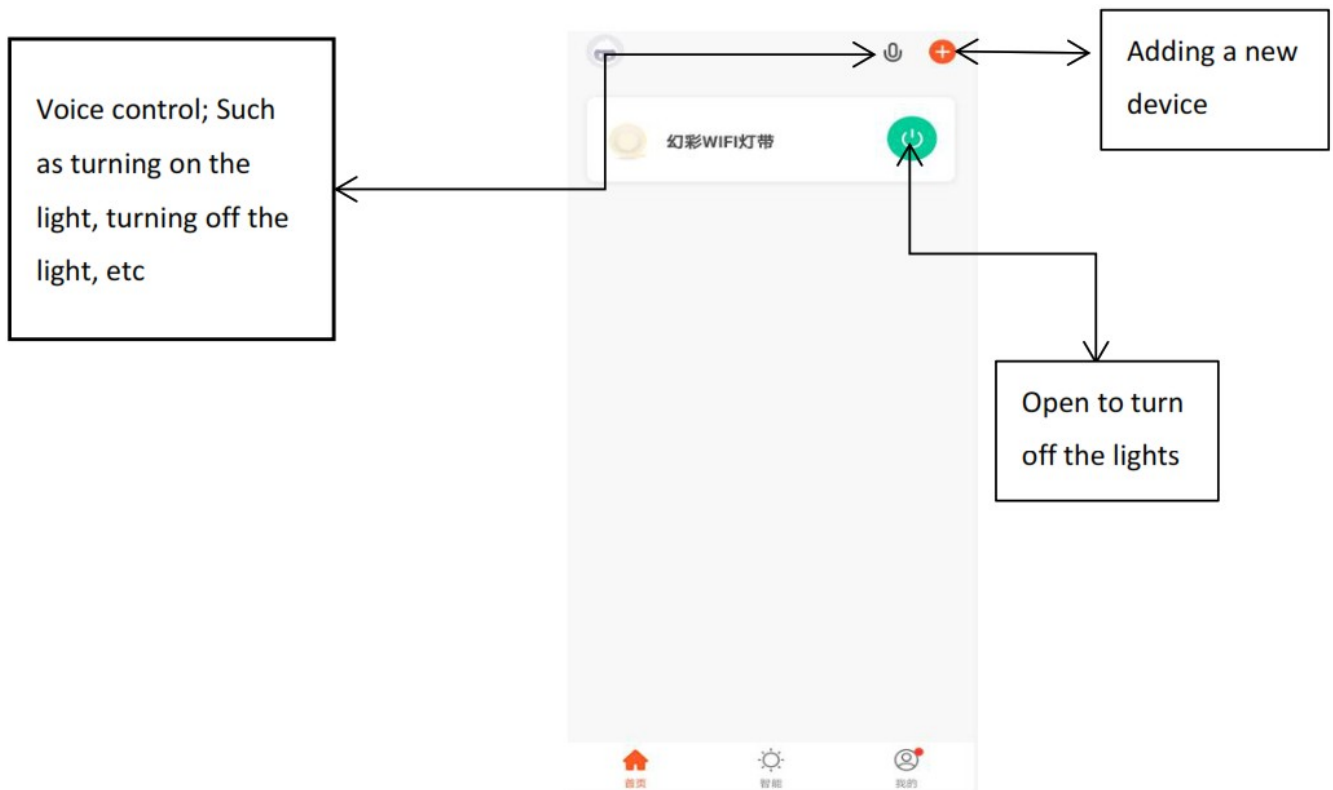 Voice control; Such
as turning on the
light, turning off the
light, etc
Adding a new
device
幻彩WIFI灯带
Open to turn
off the lights
首页
智能
我的